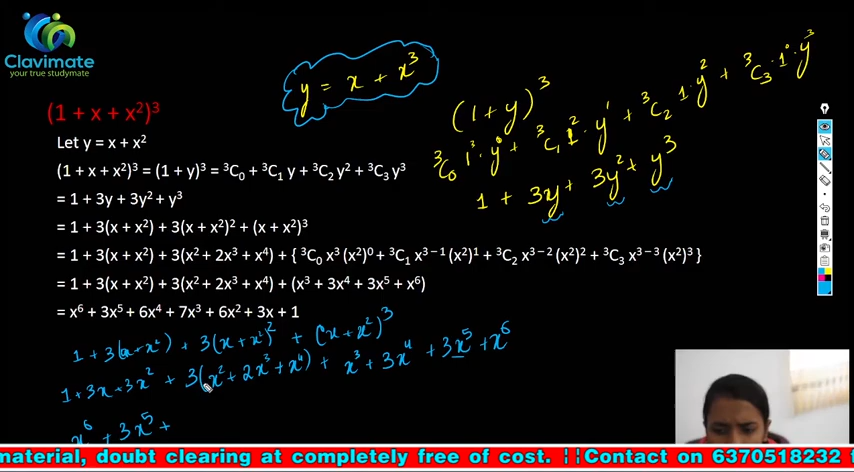 Clavimate
your true studymate
y = x + x³
(1 + x + x²)³
(1 + y)³
Let y = x + x²
³C₀ 1³·y⁰ + ³C₁ 1²·y¹ + ³C₂ 1·y² + ³C₃·1⁰·y³
(1 + x + x²)³ = (1 + y)³ = ³C₀ + ³C₁ y + ³C₂ y² + ³C₃ y³
1 + 3y + 3y² + y³
= 1 + 3y + 3y² + y³
= 1 + 3(x + x²) + 3(x + x²)² + (x + x²)³
= 1 + 3(x + x²) + 3(x² + 2x³ + x⁴) + { ³C₀ x³ (x²)⁰ + ³C₁ x³⁻¹ (x²)¹ + ³C₂ x³⁻² (x²)² + ³C₃ x³⁻³ (x²)³ }
= 1 + 3(x + x²) + 3(x² + 2x³ + x⁴) + (x³ + 3x⁴ + 3x⁵ + x⁶)
= x⁶ + 3x⁵ + 6x⁴ + 7x³ + 6x² + 3x + 1
1 + 3(x + x²) + 3(x + x²)² + (x + x²)³
1 + 3x + 3x² + 3(x² + 2x³ + x⁴) + x³ + 3x⁴ + 3x⁵ + x⁶
x⁶ + 3x⁵ +
material, doubt clearing at completely free of cost. ||Contact on 6370518232